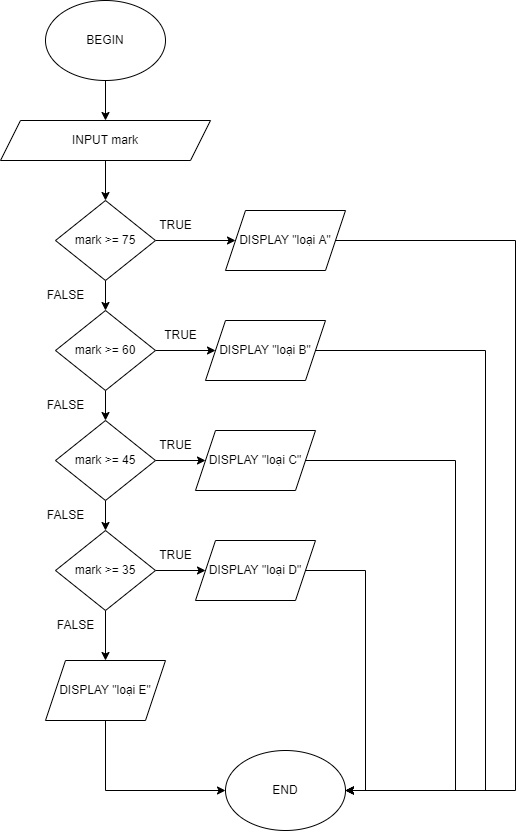 BEGIN
INPUT mark
mark >= 75
TRUE
DISPLAY "loại A"
FALSE
mark >= 60
TRUE
DISPLAY "loại B"
FALSE
mark >= 45
TRUE
DISPLAY "loại C"
FALSE
mark >= 35
TRUE
DISPLAY "loại D"
FALSE
DISPLAY "loại E"
END